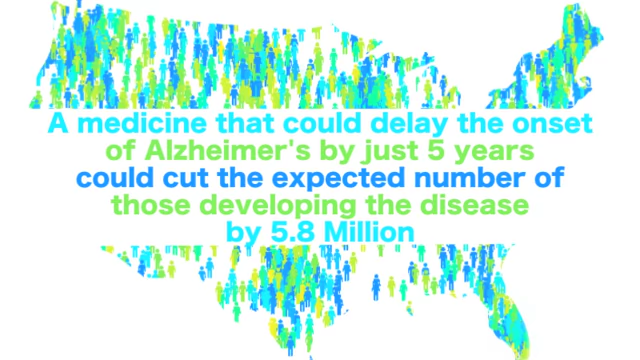 A medicine that could delay the onset
of Alzheimer's by just 5 years
could cut the expected number of
those developing the disease
by 5.8 Million